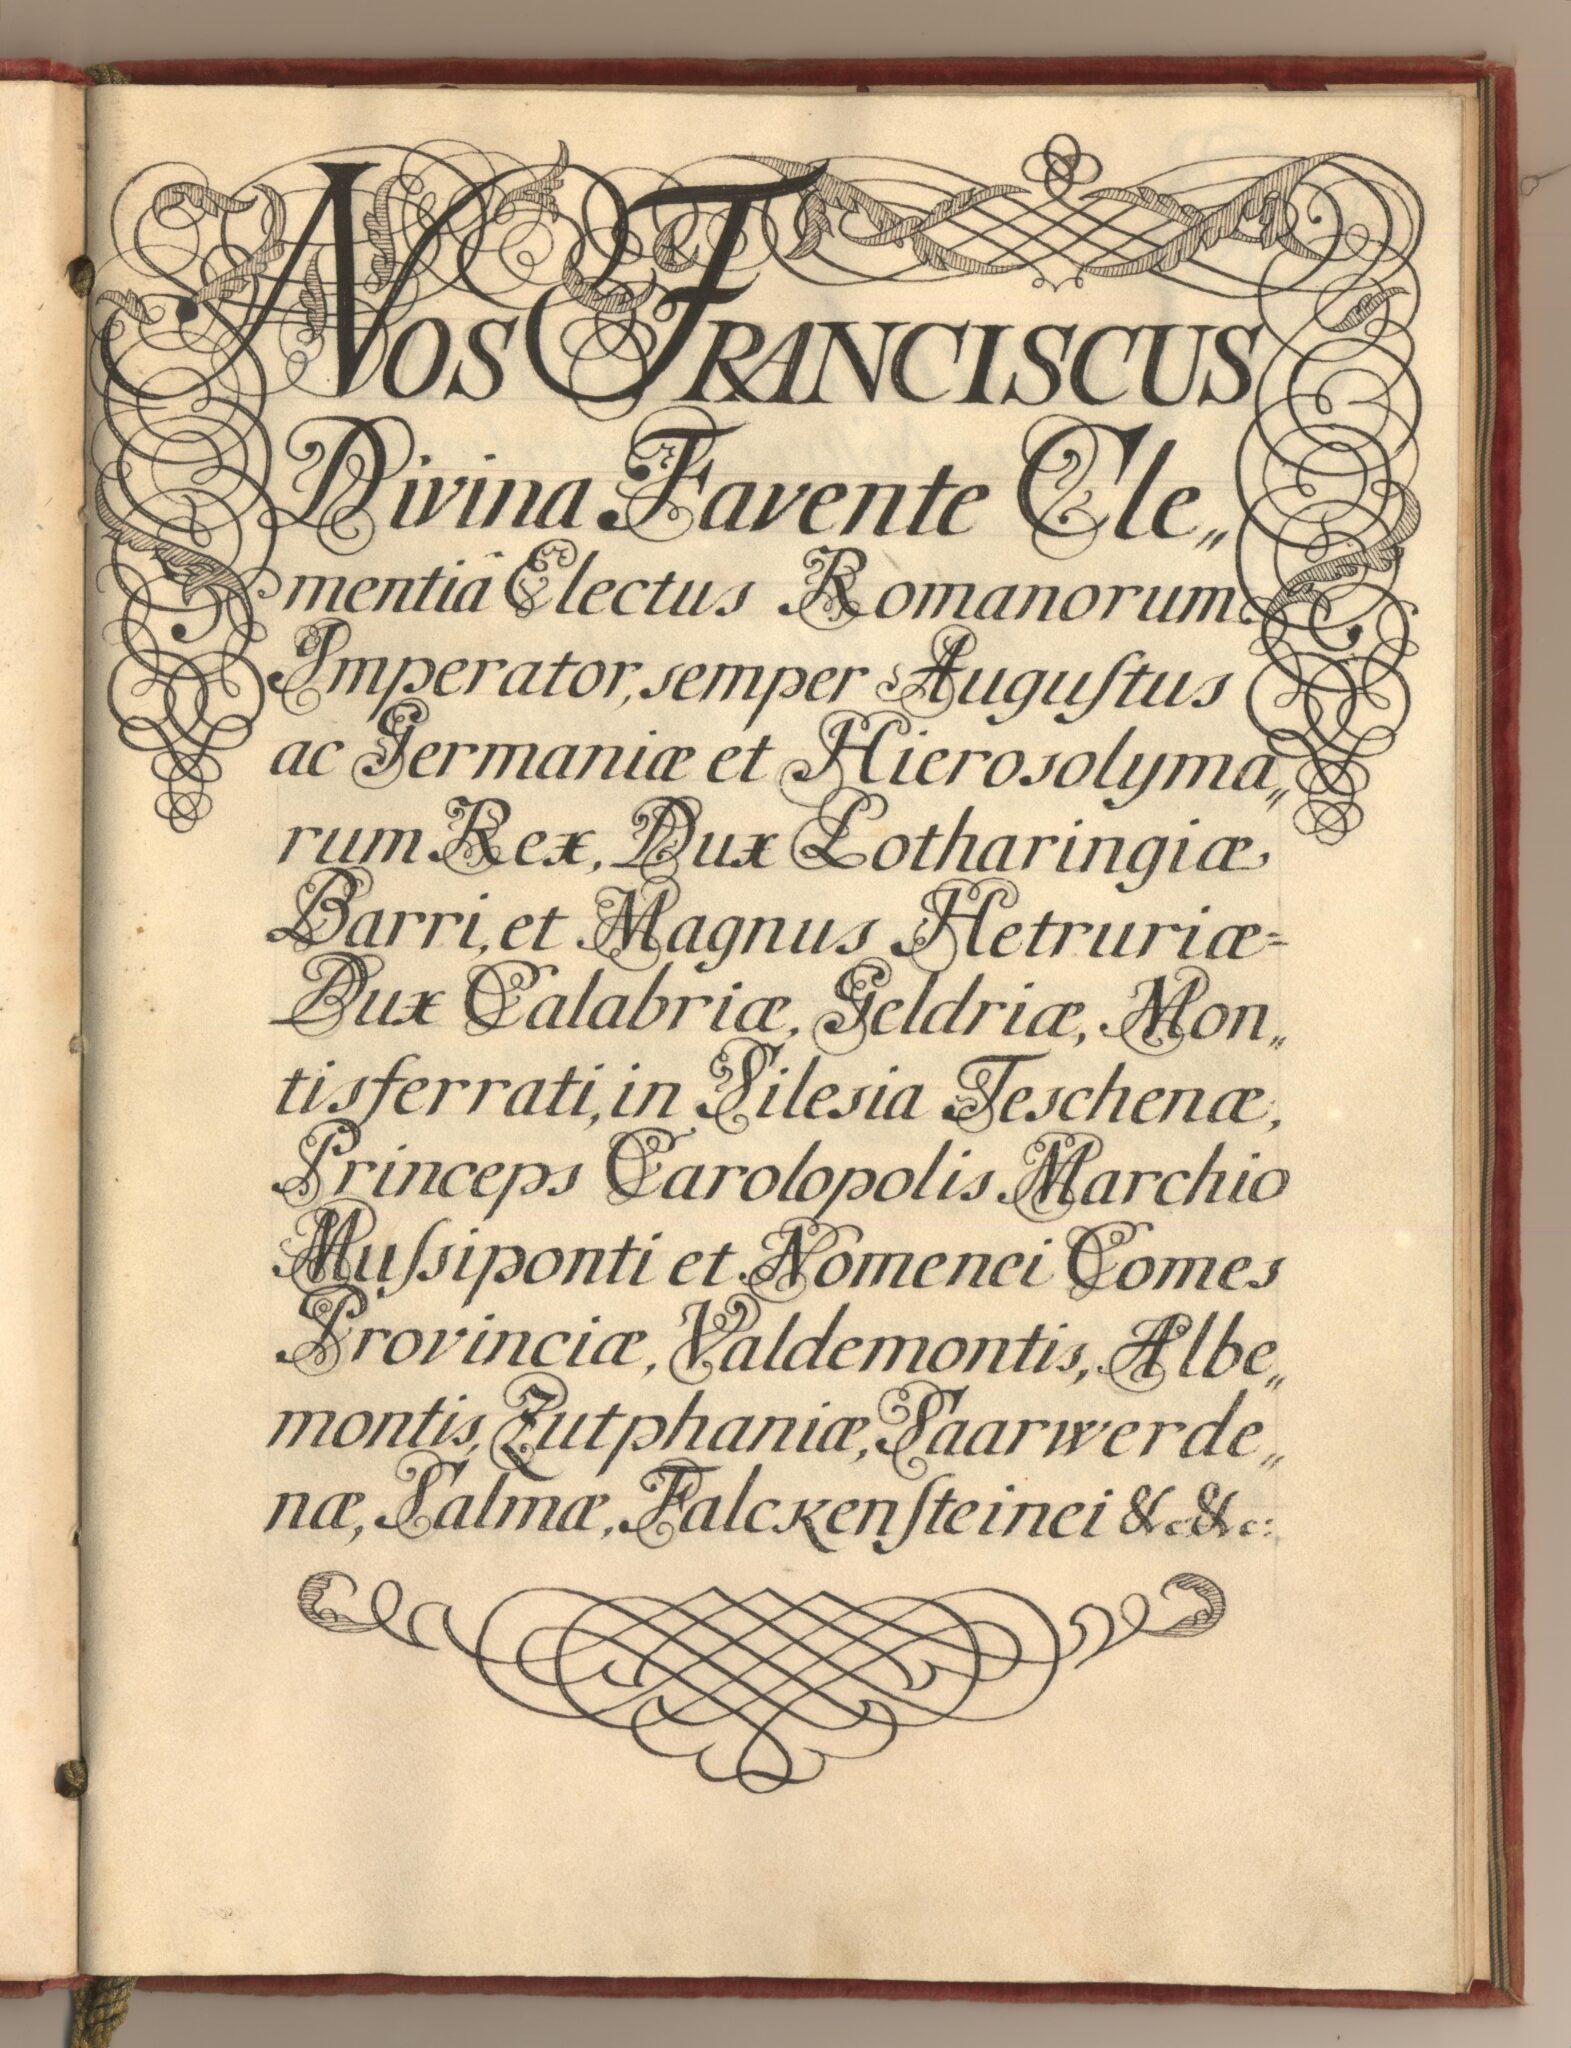 NOS FRANCISCUS
Divina Favente Cle„
mentiâ Electus Romanorum
Imperator, semper Auguſtus
ac Germaniæ et Hierosolyma„
rum Rex, Dux Lotharingiæ,
Barri, et Magnus Hetruriæ=
Dux Calabriæ, Geldriæ, Mon„
tisferrati, in Silesia Teschenæ,
Princeps Carolopolis Marchio
Muſsiponti et Nomenei Comes
Provinciæ, Valdemontis, Albe„
montis, Zutphaniæ, Saarwerde„
næ, Salmæ, Falckenſteinei &c &c: